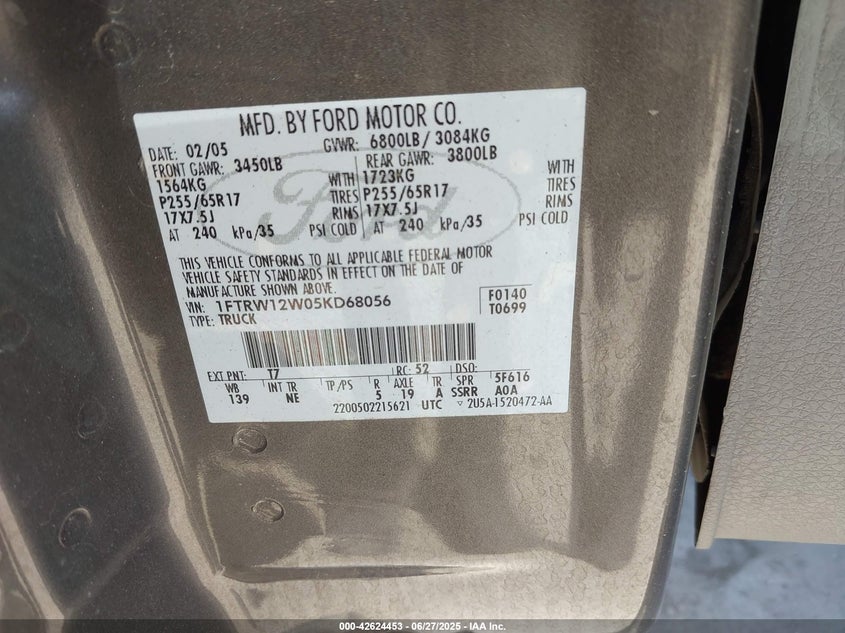 MFD. BY FORD MOTOR CO.
DATE: 02/05 GVWR: 6800LB/ 3084KG
FRONT GAWR: 3450LB REAR GAWR: 3800LB
1564KG WITH 1723KG WITH
P255/65R17 TIRES P255/65R17 TIRES
17X7.5J RIMS 17X7.5J RIMS
AT 240 kPa/35 PSI COLD AT 240 kPa/35 PSI COLD
Ford
THIS VEHICLE CONFORMS TO ALL APPLICABLE FEDERAL MOTOR
VEHICLE SAFETY STANDARDS IN EFFECT ON THE DATE OF
MANUFACTURE SHOWN ABOVE.
VIN: 1FTRW12W05KD68056 F0140
TYPE: TRUCK T0699
EXT PNT: T7 RC: 52 DSO:
WB INT TR TP/PS R AXLE TR SPR 5F616
139 NE 5 19 A SSRR A0A
2200502215621 UTC ▽ 2U5A-1520472-AA
000-42624453 - 06/27/2025 - IAA Inc.